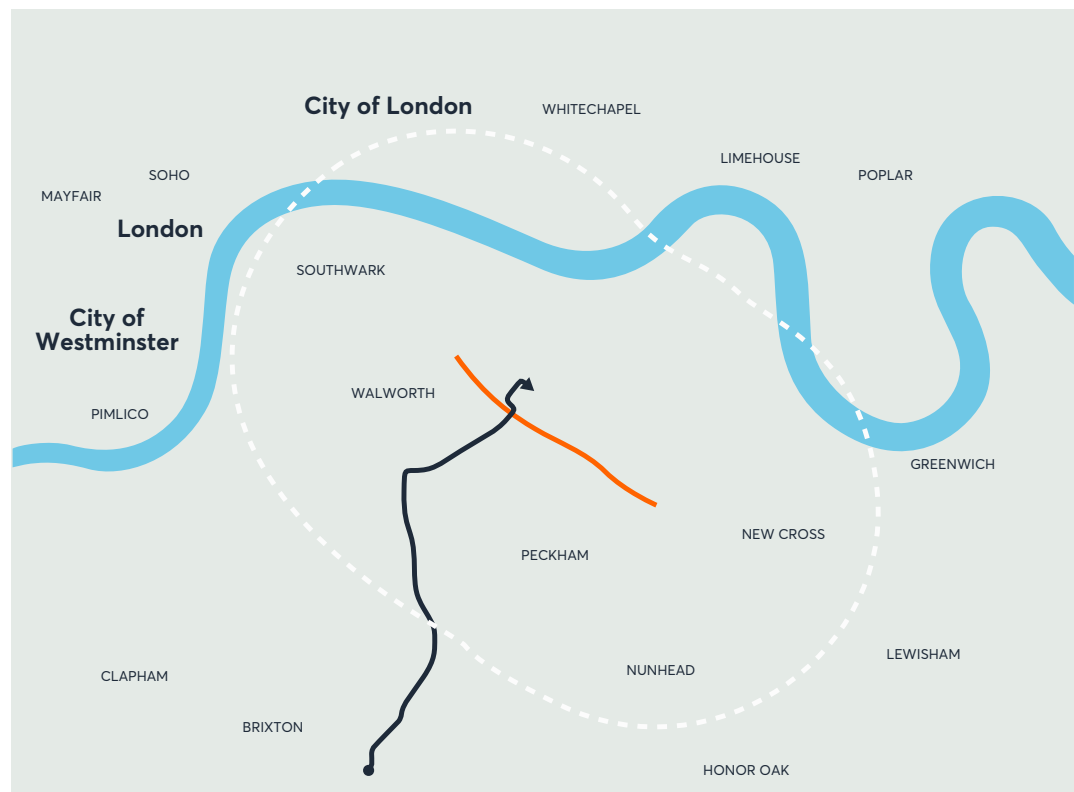 City of London
WHITECHAPEL
LIMEHOUSE
SOHO
POPLAR
MAYFAIR
London
SOUTHWARK
City of
Westminster
WALWORTH
PIMLICO
GREENWICH
NEW CROSS
PECKHAM
LEWISHAM
NUNHEAD
CLAPHAM
BRIXTON
HONOR OAK